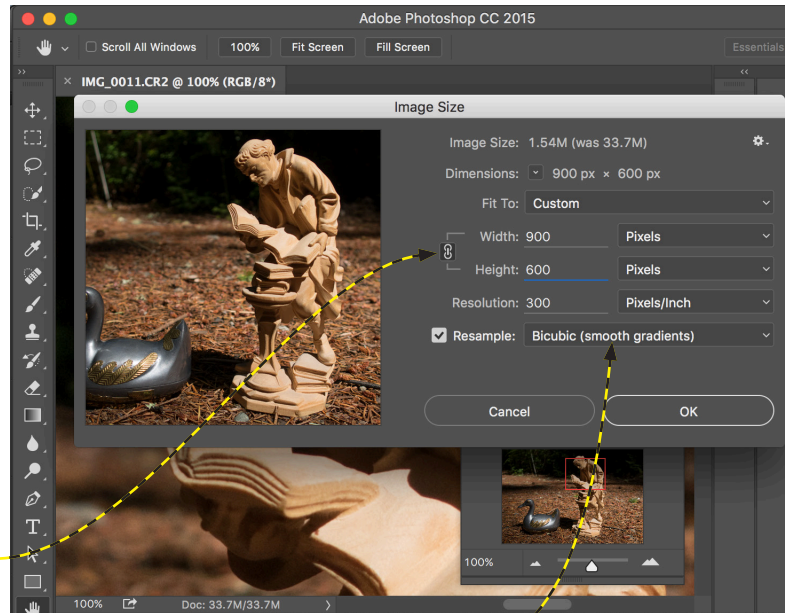 Adobe Photoshop CC 2015
Scroll All Windows 100% Fit Screen Fill Screen Essentials
× IMG_0011.CR2 @ 100% (RGB/8*)
Image Size
Image Size: 1.54M (was 33.7M)
Dimensions: 900 px × 600 px
Fit To: Custom
Width: 900 Pixels
Height: 600 Pixels
Resolution: 300 Pixels/Inch
Resample: Bicubic (smooth gradients)
Cancel OK
100%
100% Doc: 33.7M/33.7M